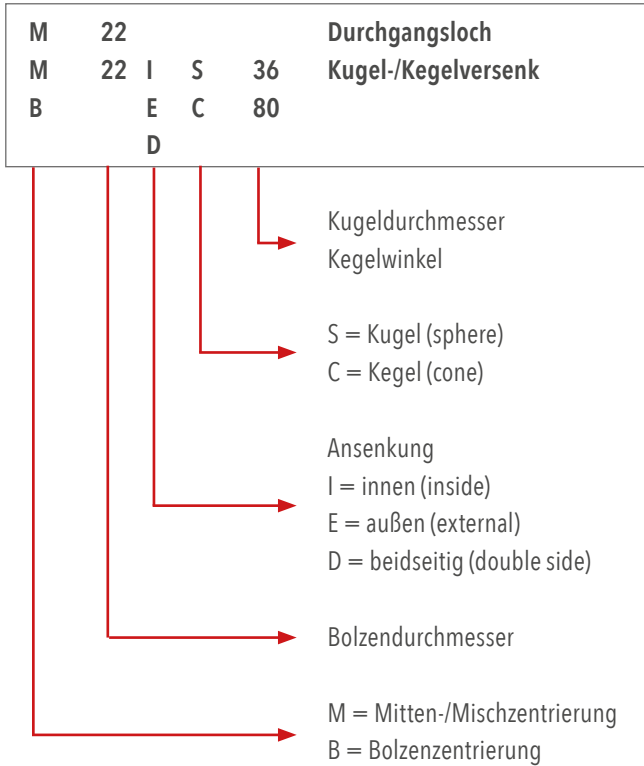 M 22 Durchgangsloch
M 22 I S 36 Kugel-/Kegelversenk
B E C 80
D
Kugeldurchmesser
Kegelwinkel
S = Kugel (sphere)
C = Kegel (cone)
Ansenkung
I = innen (inside)
E = außen (external)
D = beidseitig (double side)
Bolzendurchmesser
M = Mitten-/Mischzentrierung
B = Bolzenzentrierung